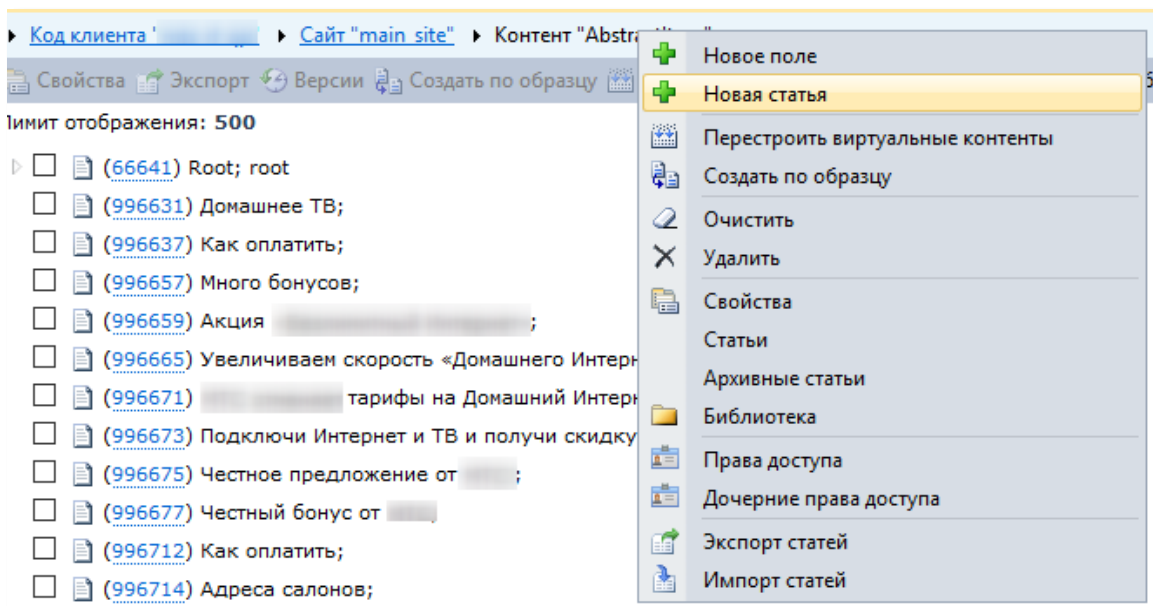 Код клиента ' ' Сайт "main_site" Контент "Abstra
Свойства Экспорт Версии Создать по образцу
Лимит отображения: 500
(66641) Root; root
(996631) Домашнее ТВ;
(996637) Как оплатить;
(996657) Много бонусов;
(996659) Акция ;
(996665) Увеличиваем скорость «Домашнего Интерн
(996671) тарифы на Домашний Интерн
(996673) Подключи Интернет и ТВ и получи скидку
(996675) Честное предложение от ;
(996677) Честный бонус от
(996712) Как оплатить;
(996714) Адреса салонов;
Новое поле
Новая статья
Перестроить виртуальные контенты
Создать по образцу
Очистить
Удалить
Свойства
Статьи
Архивные статьи
Библиотека
Права доступа
Дочерние права доступа
Экспорт статей
Импорт статей